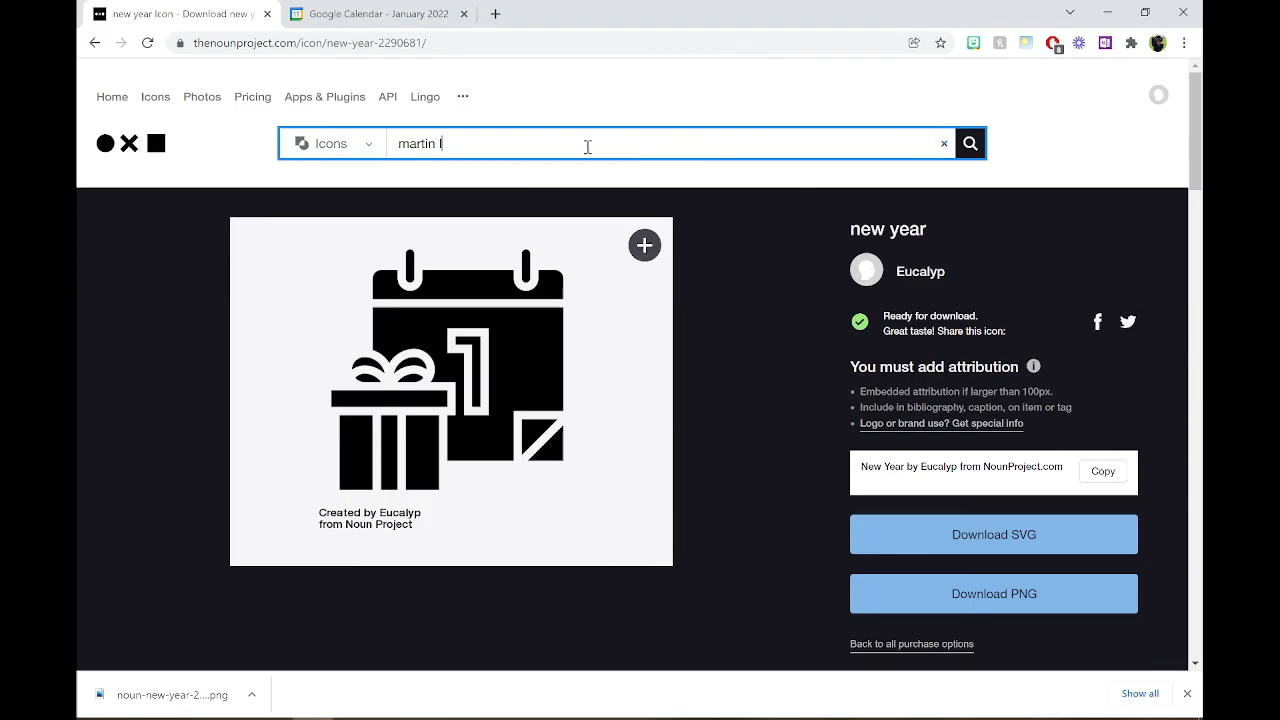 new year Icon - Download new y
Google Calendar - January 2022
thenounproject.com/icon/new-year-2290681/
8
Home Icons Photos Pricing Apps & Plugins API Lingo
Icons martin l
1
new year
Eucalyp
Ready for download.
Great taste! Share this icon:
You must add attribution
Embedded attribution if larger than 100px.
Include in bibliography, caption, on item or tag
Logo or brand use? Get special info
New Year by Eucalyp from NounProject.com Copy
Created by Eucalyp
from Noun Project
Download SVG
Download PNG
Back to all purchase options
noun-new-year-2....png
Show all